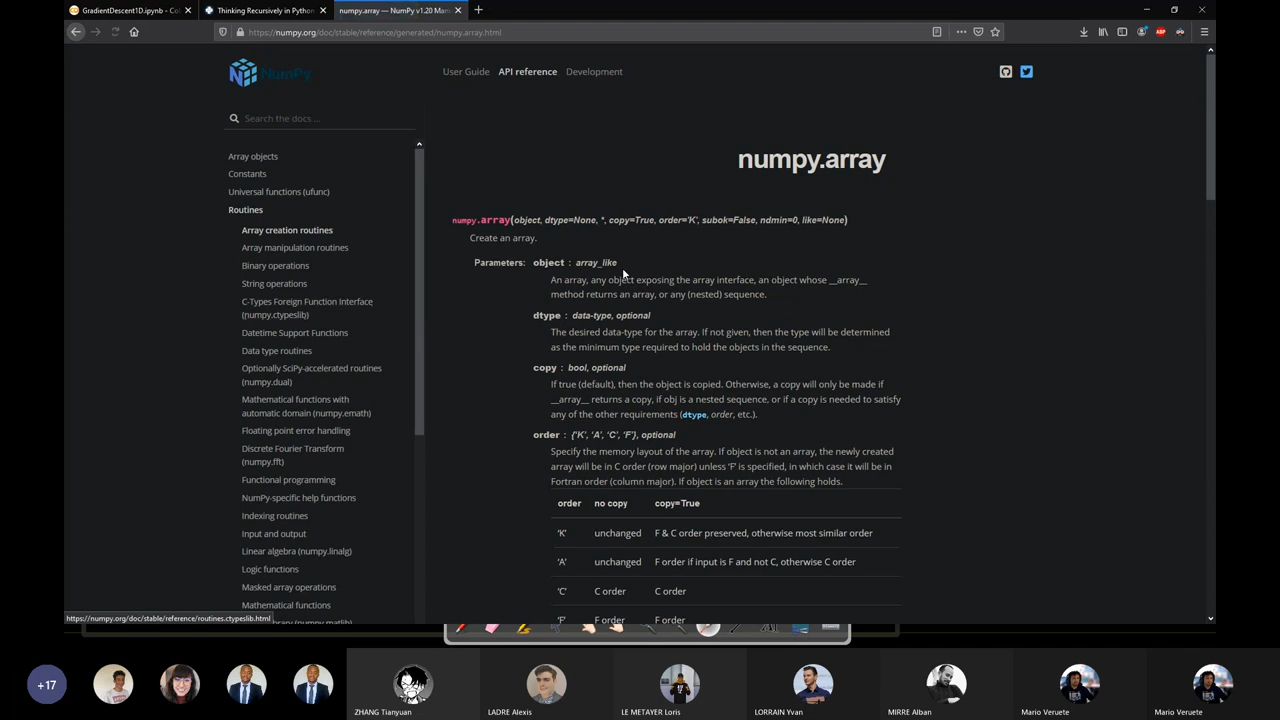 GradientDescent1D.ipynb - Col
Thinking Recursively in Python
numpy.array — NumPy v1.20 Man
https://numpy.org/doc/stable/reference/generated/numpy.array.html
NumPy
User Guide
API reference
Development
Search the docs ...
Array objects
Constants
Universal functions (ufunc)
Routines
Array creation routines
Array manipulation routines
Binary operations
String operations
C-Types Foreign Function Interface
(numpy.ctypeslib)
Datetime Support Functions
Data type routines
Optionally SciPy-accelerated routines
(numpy.dual)
Mathematical functions with
automatic domain (numpy.emath)
Floating point error handling
Discrete Fourier Transform
(numpy.fft)
Functional programming
NumPy-specific help functions
Indexing routines
Input and output
Linear algebra (numpy.linalg)
Logic functions
Masked array operations
Mathematical functions
numpy.array
numpy.array(object, dtype=None, *, copy=True, order='K', subok=False, ndmin=0, like=None)
Create an array.
Parameters:
object : array_like
An array, any object exposing the array interface, an object whose __array__
method returns an array, or any (nested) sequence.
dtype : data-type, optional
The desired data-type for the array. If not given, then the type will be determined
as the minimum type required to hold the objects in the sequence.
copy : bool, optional
If true (default), then the object is copied. Otherwise, a copy will only be made if
__array__ returns a copy, if obj is a nested sequence, or if a copy is needed to satisfy
any of the other requirements (dtype, order, etc.).
order : {'K', 'A', 'C', 'F'}, optional
Specify the memory layout of the array. If object is not an array, the newly created
array will be in C order (row major) unless 'F' is specified, in which case it will be in
Fortran order (column major). If object is an array the following holds.
order no copy copy=True
'K' unchanged F & C order preserved, otherwise most similar order
'A' unchanged F order if input is F and not C, otherwise C order
'C' C order C order
'F' F order F order
https://numpy.org/doc/stable/reference/routines.ctypeslib.html
+17
ZHANG Tianyuan
LADRE Alexis
LE METAYER Loris
LORRAIN Yvan
MIRRE Alban
Mario Veruete
Mario Veruete